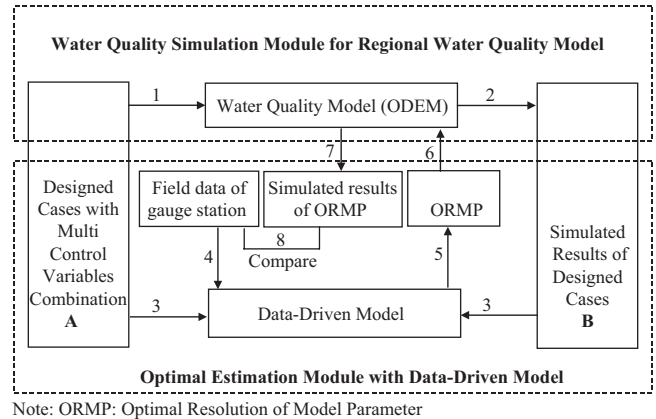 Water Quality Simulation Module for Regional Water Quality Model
1
Water Quality Model (ODEM)
2
7
6
Designed
Cases with
Multi
Control
Variables
Combination
A
Field data of
gauge station
Simulated results
of ORMP
ORMP
Simulated
Results of
Designed
Cases
B
8
Compare
4
5
3
Data-Driven Model
3
Optimal Estimation Module with Data-Driven Model
Note: ORMP: Optimal Resolution of Model Parameter